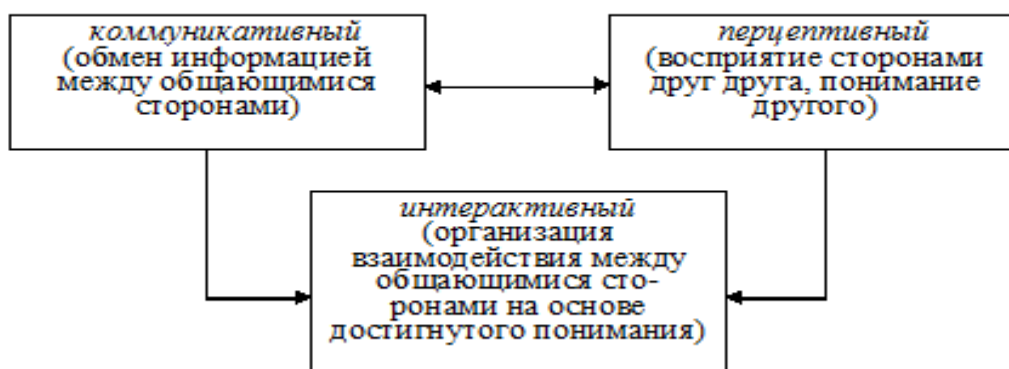 коммуникативный
(обмен информацией
между общающимися
сторонами)
перцептивный
(восприятие сторонами
друг друга, понимание
другого)
интерактивный
(организация
взаимодействия между
общающимися сто-
ронами на основе
достигнутого понимания)